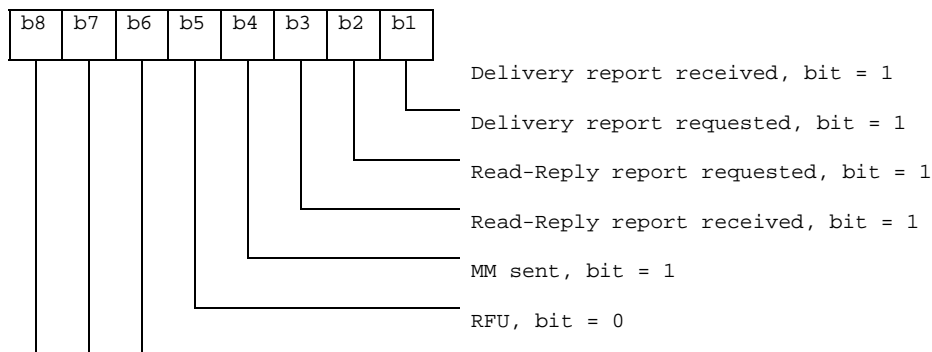 b8 b7 b6 b5 b4 b3 b2 b1
Delivery report received, bit = 1
Delivery report requested, bit = 1
Read-Reply report requested, bit = 1
Read-Reply report received, bit = 1
MM sent, bit = 1
RFU, bit = 0